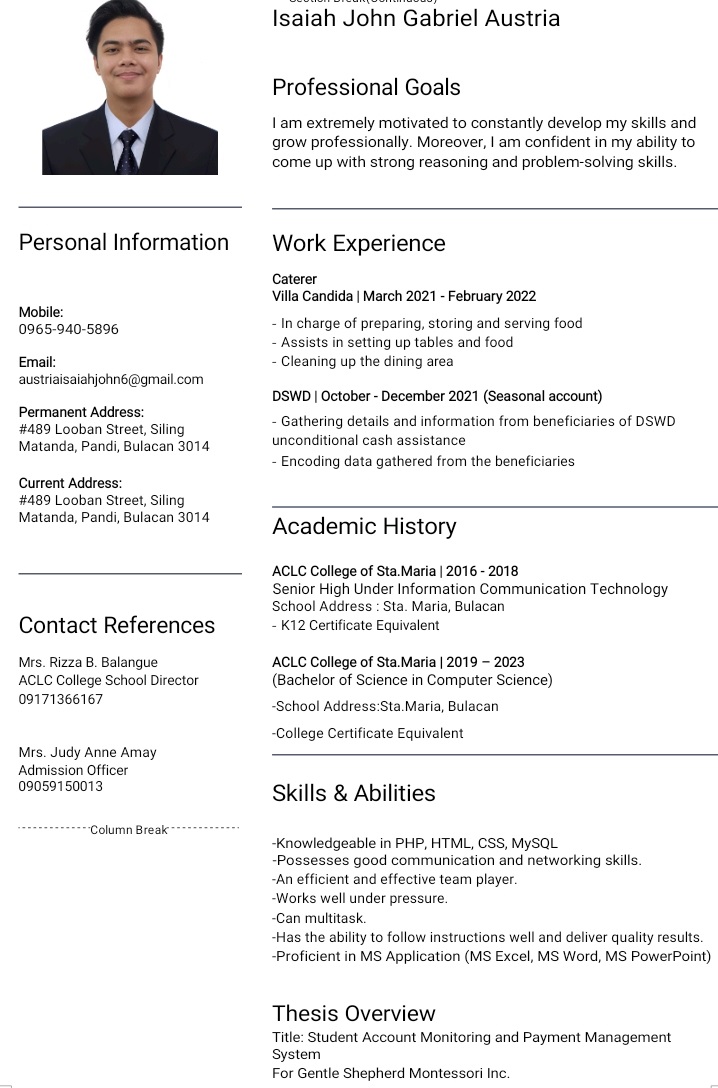 Section Break(Continuous)
Isaiah John Gabriel Austria
Professional Goals
I am extremely motivated to constantly develop my skills and
grow professionally. Moreover, I am confident in my ability to
come up with strong reasoning and problem-solving skills.
Personal Information
Mobile:
0965-940-5896
Email:
austriaisaiahjohn6@gmail.com
Permanent Address:
#489 Looban Street, Siling
Matanda, Pandi, Bulacan 3014
Current Address:
#489 Looban Street, Siling
Matanda, Pandi, Bulacan 3014
Contact References
Mrs. Rizza B. Balangue
ACLC College School Director
09171366167
Mrs. Judy Anne Amay
Admission Officer
09059150013
Column Break
Work Experience
Caterer
Villa Candida | March 2021 - February 2022
- In charge of preparing, storing and serving food
- Assists in setting up tables and food
- Cleaning up the dining area
DSWD | October - December 2021 (Seasonal account)
- Gathering details and information from beneficiaries of DSWD
unconditional cash assistance
- Encoding data gathered from the beneficiaries
Academic History
ACLC College of Sta.Maria | 2016 - 2018
Senior High Under Information Communication Technology
School Address : Sta. Maria, Bulacan
- K12 Certificate Equivalent
ACLC College of Sta.Maria | 2019 – 2023
(Bachelor of Science in Computer Science)
-School Address:Sta.Maria, Bulacan
-College Certificate Equivalent
Skills & Abilities
-Knowledgeable in PHP, HTML, CSS, MySQL
-Possesses good communication and networking skills.
-An efficient and effective team player.
-Works well under pressure.
-Can multitask.
-Has the ability to follow instructions well and deliver quality results.
-Proficient in MS Application (MS Excel, MS Word, MS PowerPoint)
Thesis Overview
Title: Student Account Monitoring and Payment Management
System
For Gentle Shepherd Montessori Inc.